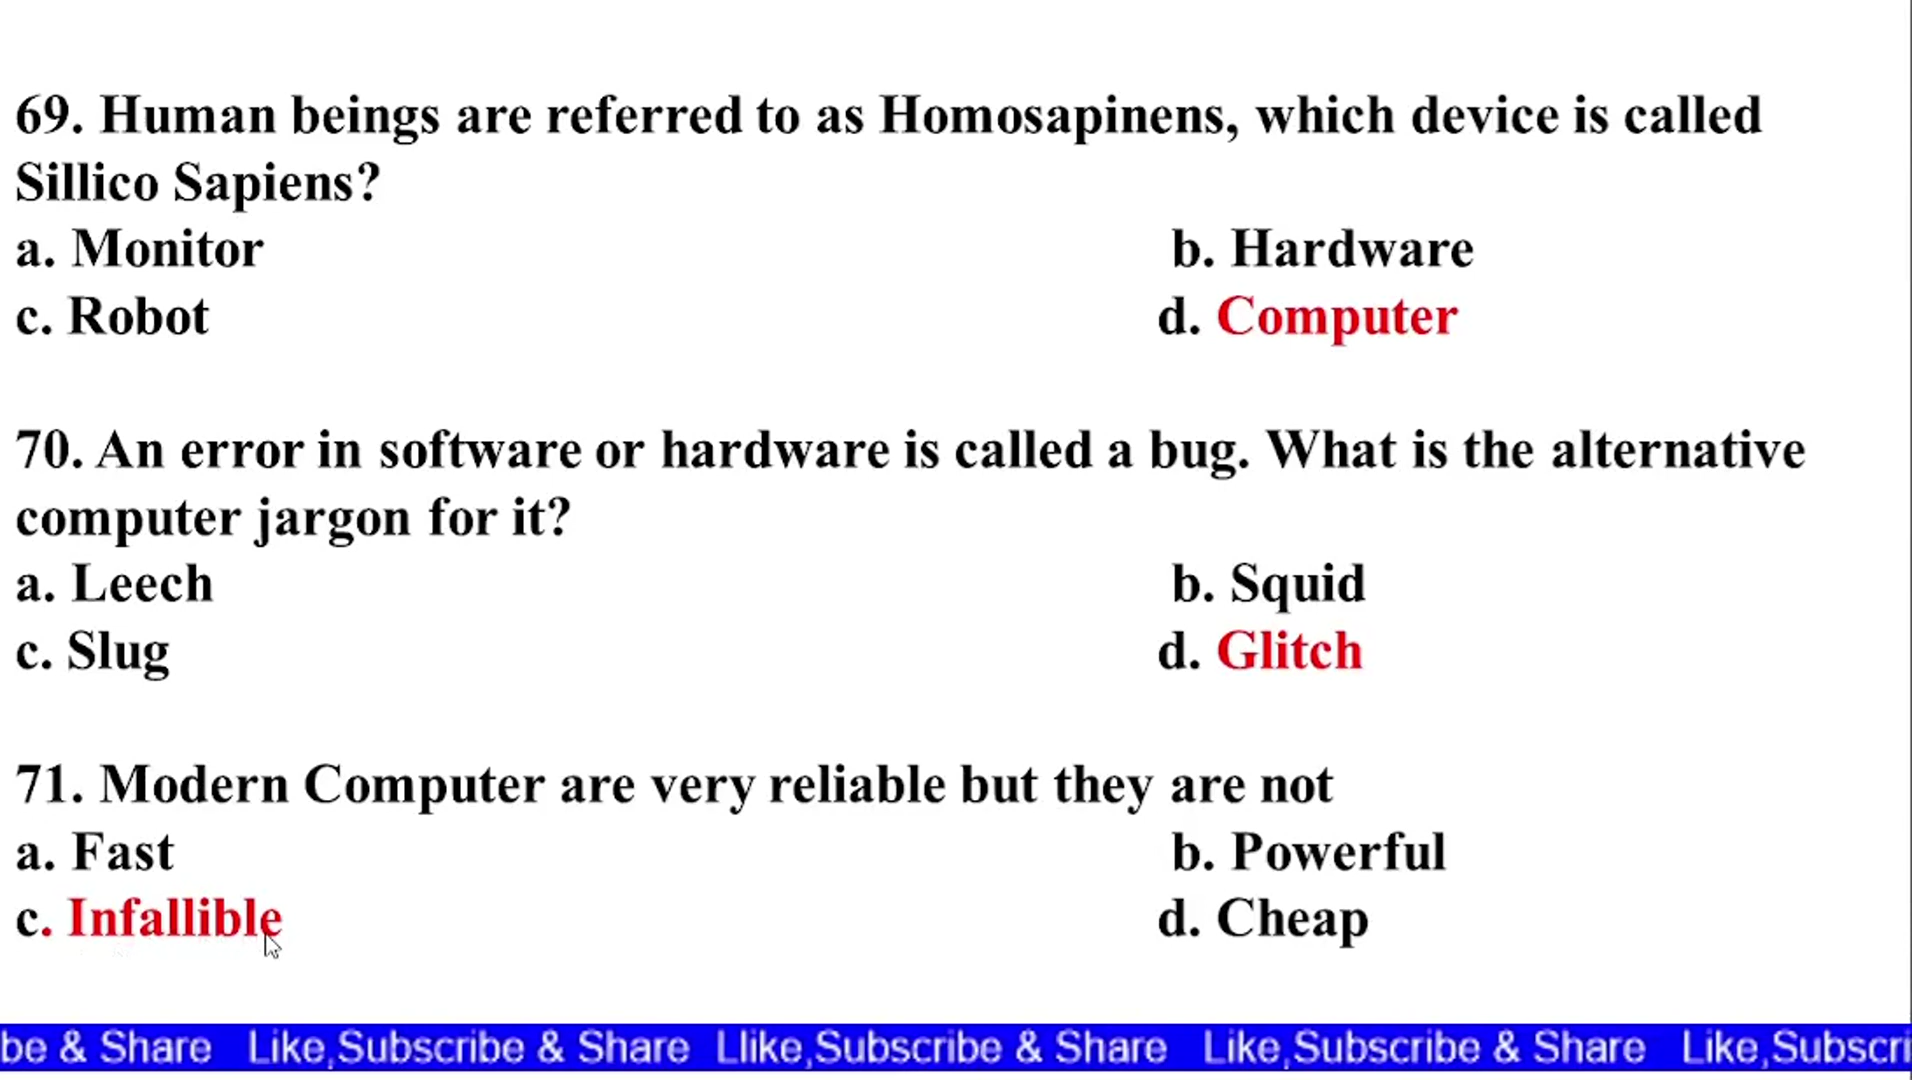 69. Human beings are referred to as Homosapinens, which device is called
Sillico Sapiens?
a. Monitor b. Hardware
c. Robot d. Computer
70. An error in software or hardware is called a bug. What is the alternative
computer jargon for it?
a. Leech b. Squid
c. Slug d. Glitch
71. Modern Computer are very reliable but they are not
a. Fast b. Powerful
c. Infallible d. Cheap
be & Share Like,Subscribe & Share Llike,Subscribe & Share Like,Subscribe & Share Like,Subscri